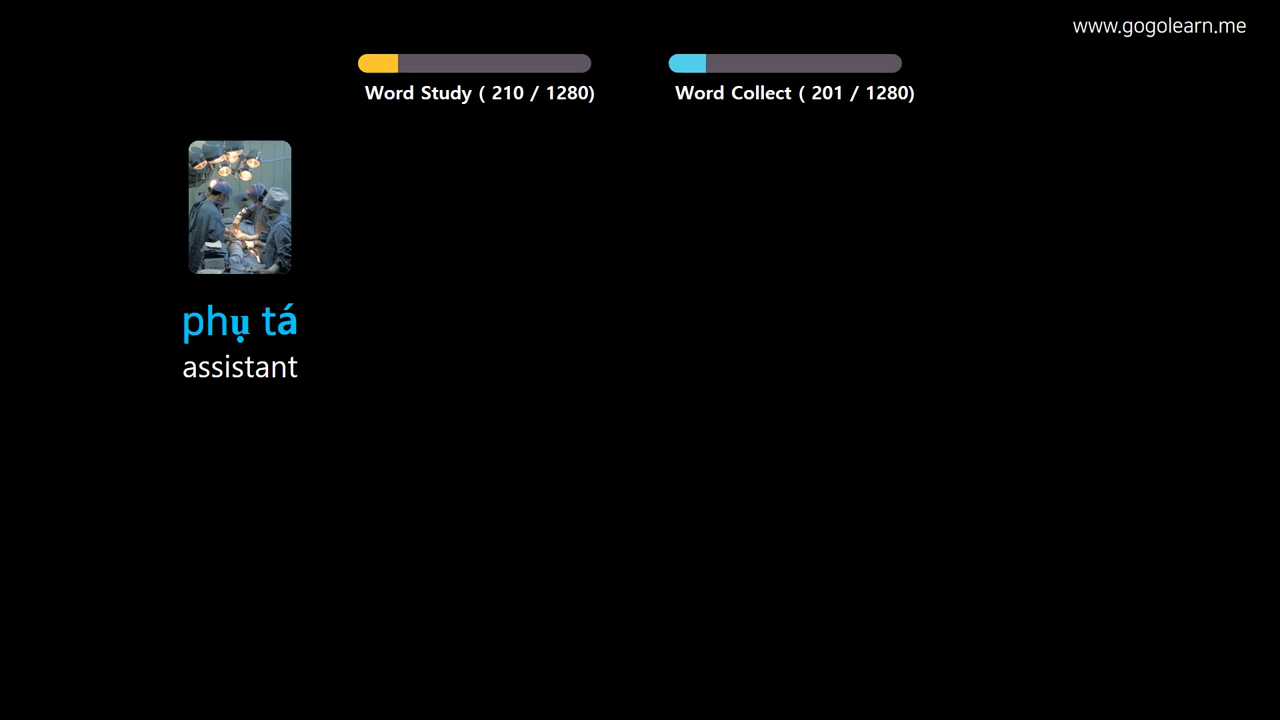 www.gogolearn.me
Word Study ( 210 / 1280)
Word Collect ( 201 / 1280)
phụ tá
assistant